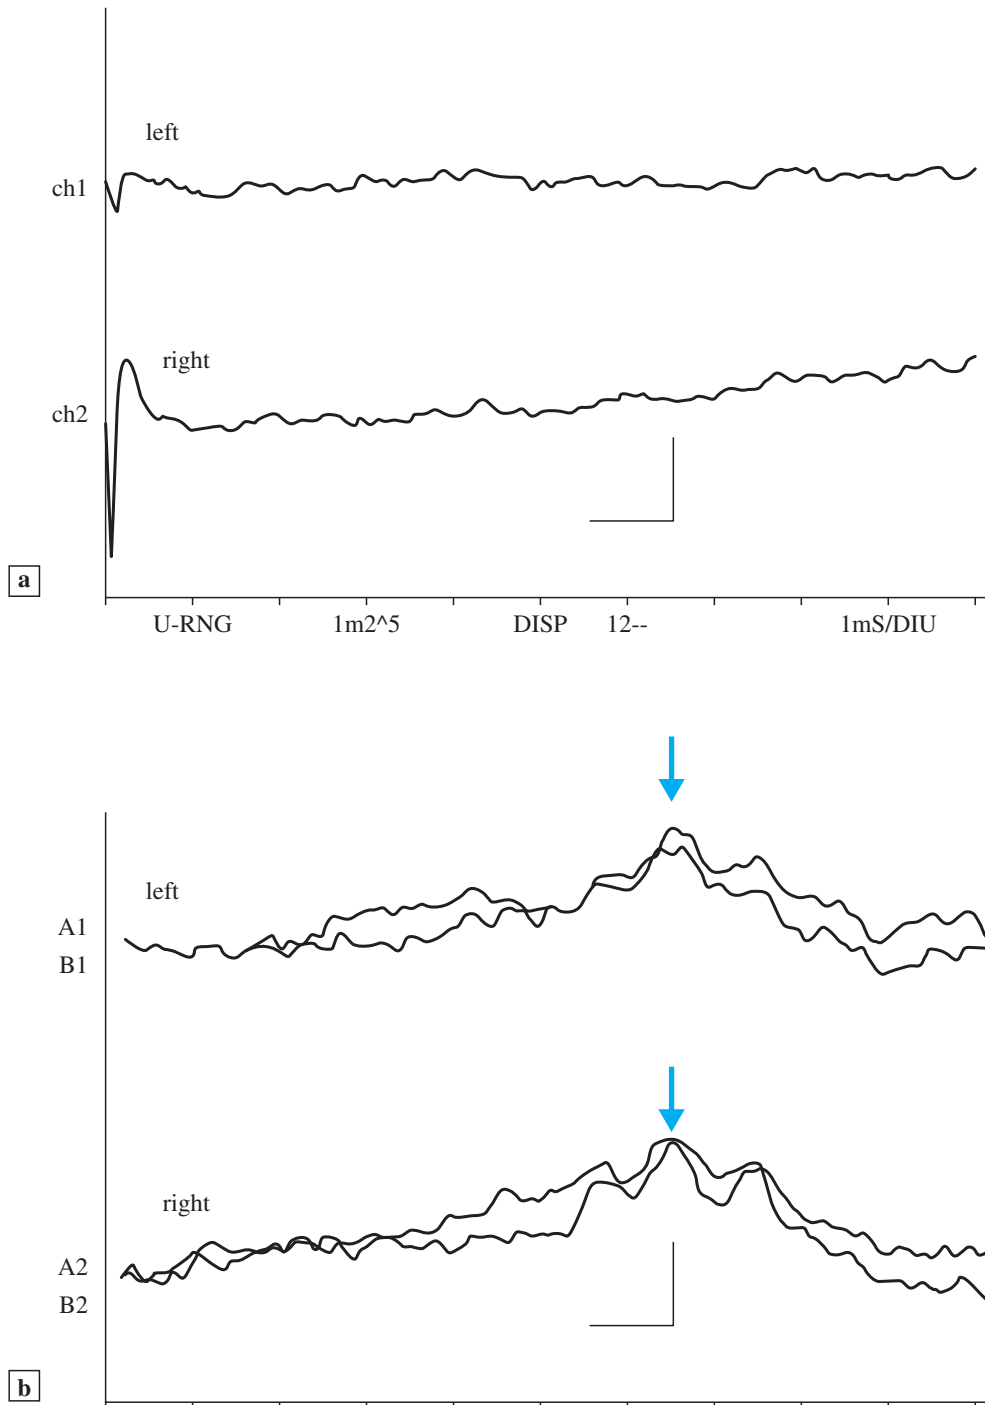 left
ch1
right
ch2
a
U-RNG 1m2^5 DISP 12-- 1mS/DIU
left
A1
B1
right
A2
B2
b